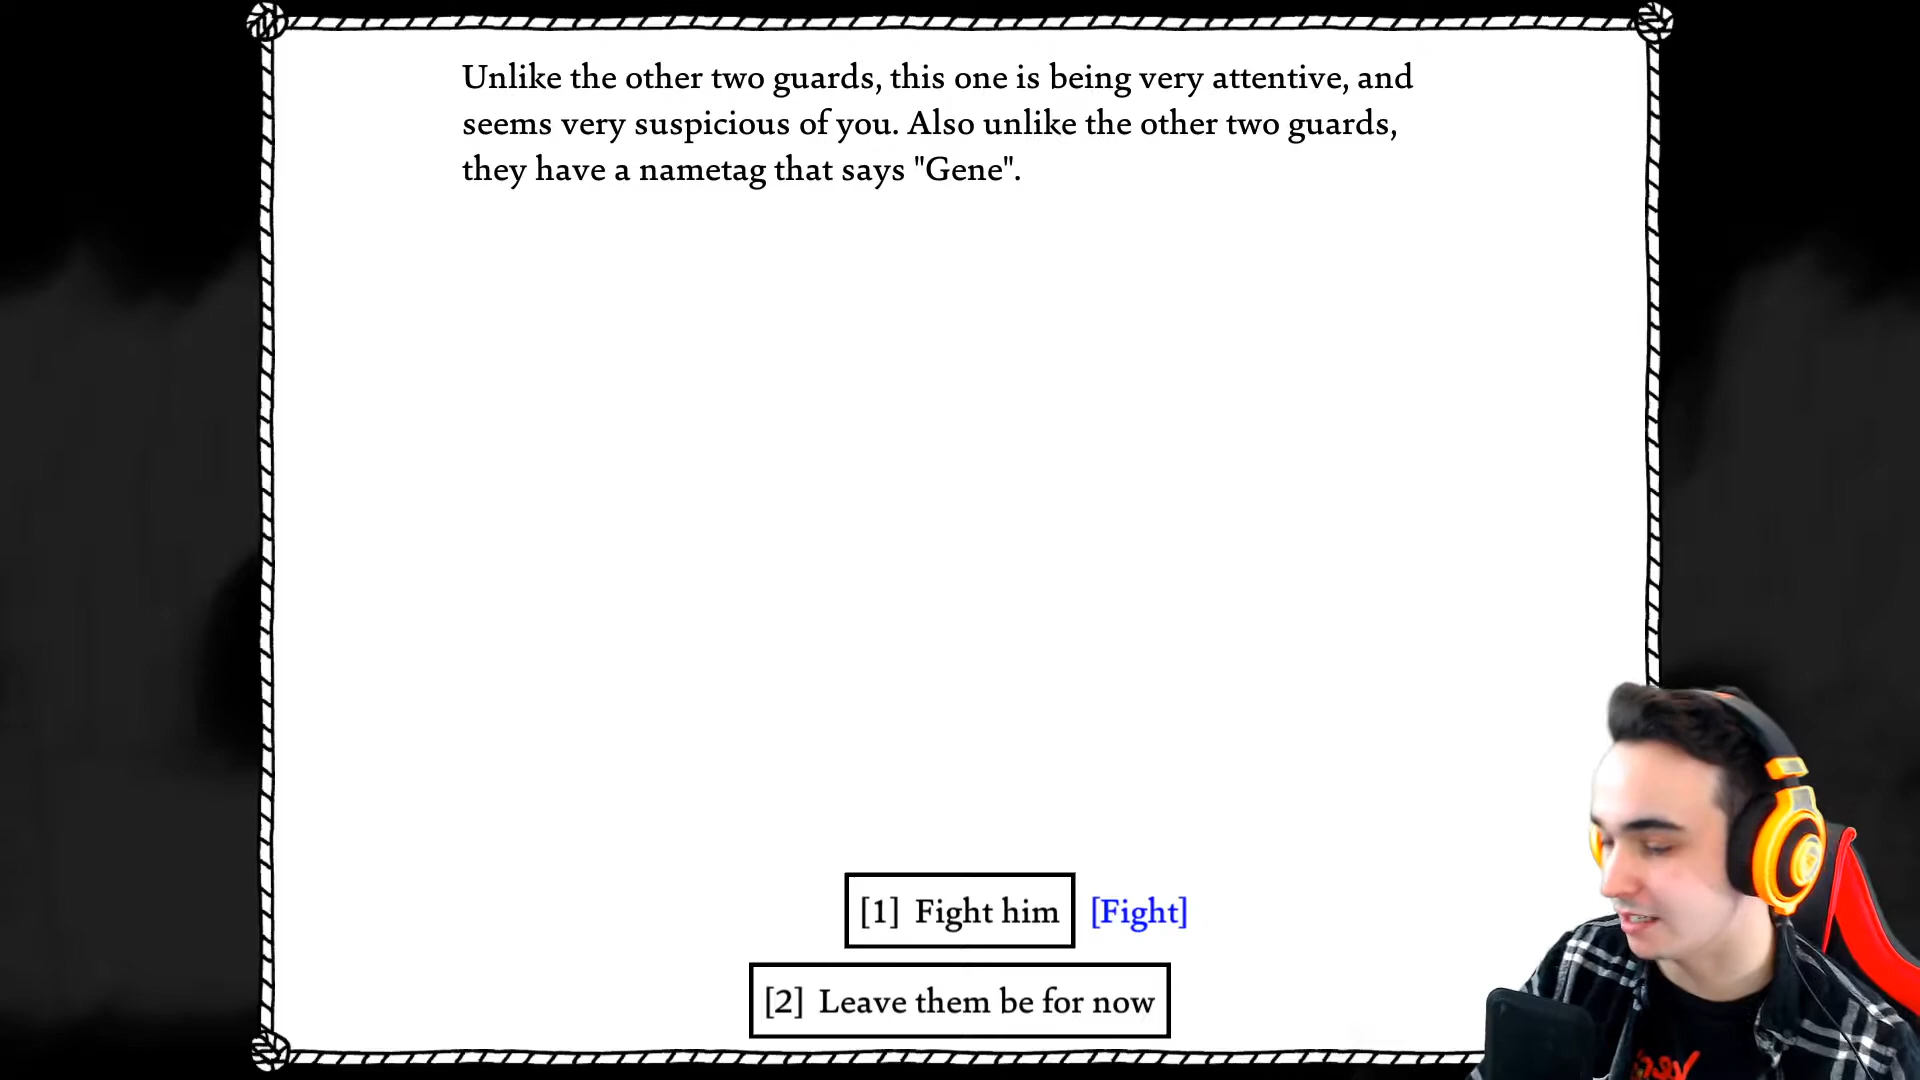 Unlike the other two guards, this one is being very attentive, and
seems very suspicious of you. Also unlike the other two guards,
they have a nametag that says "Gene".
[1] Fight him [Fight]
[2] Leave them be for now